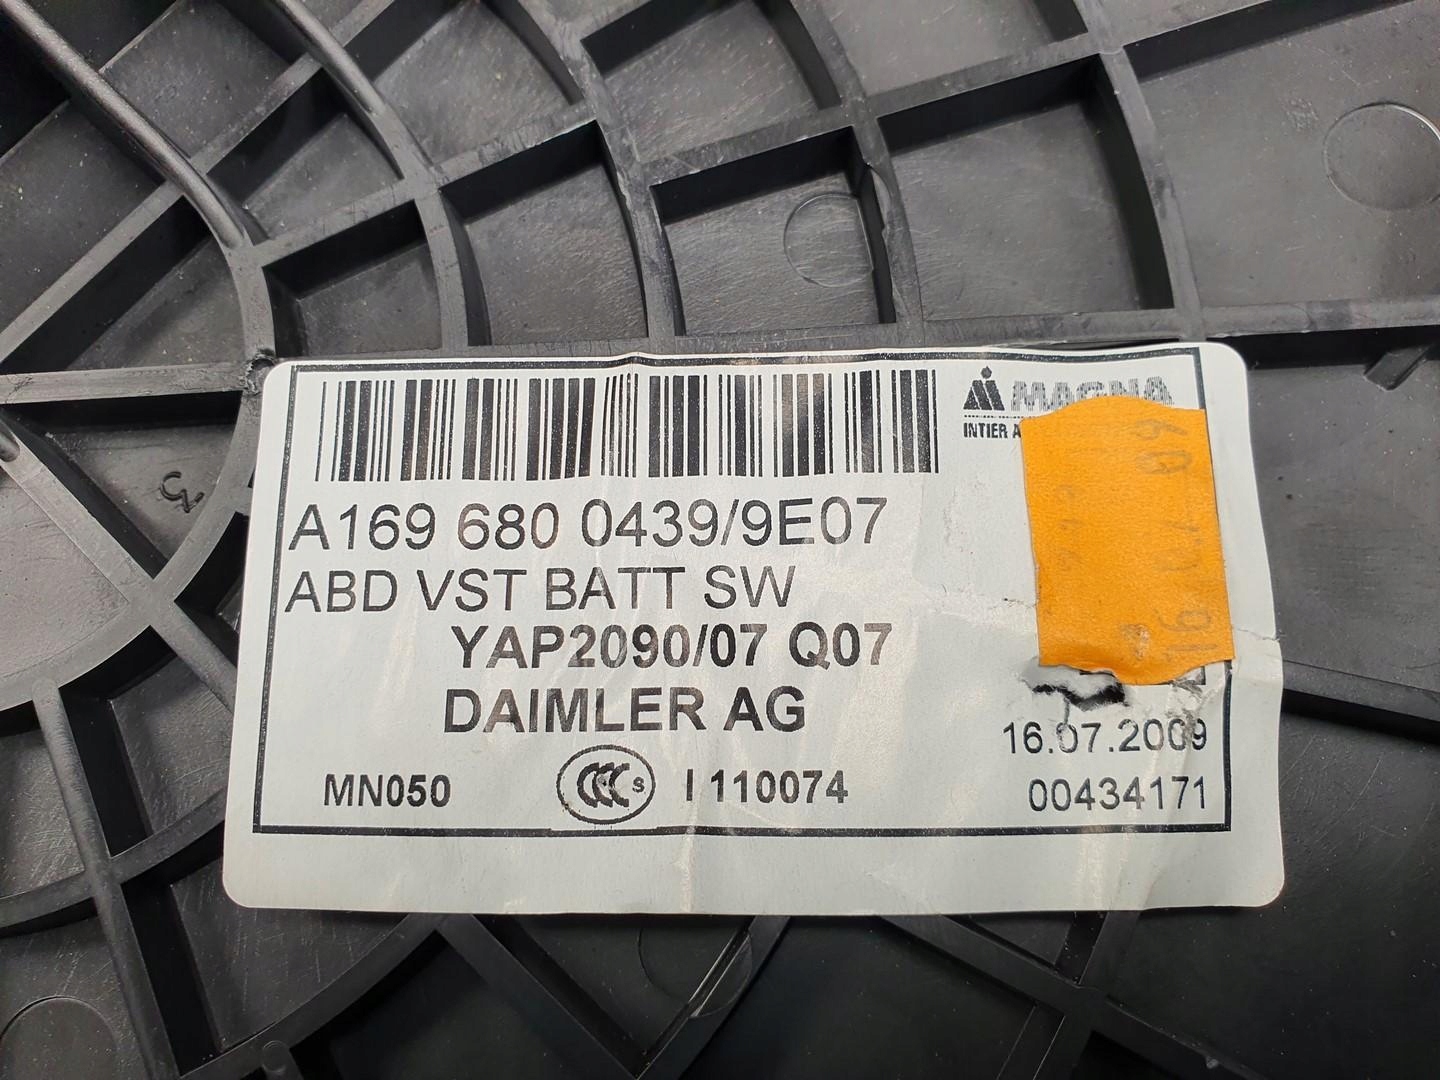 MAGNA
INTIER A
A169 680 0439/9E07
ABD VST BATT SW
YAP2090/07 Q07
DAIMLER AG
16.07.2009
MN050
CCC S
I 110074
00434171